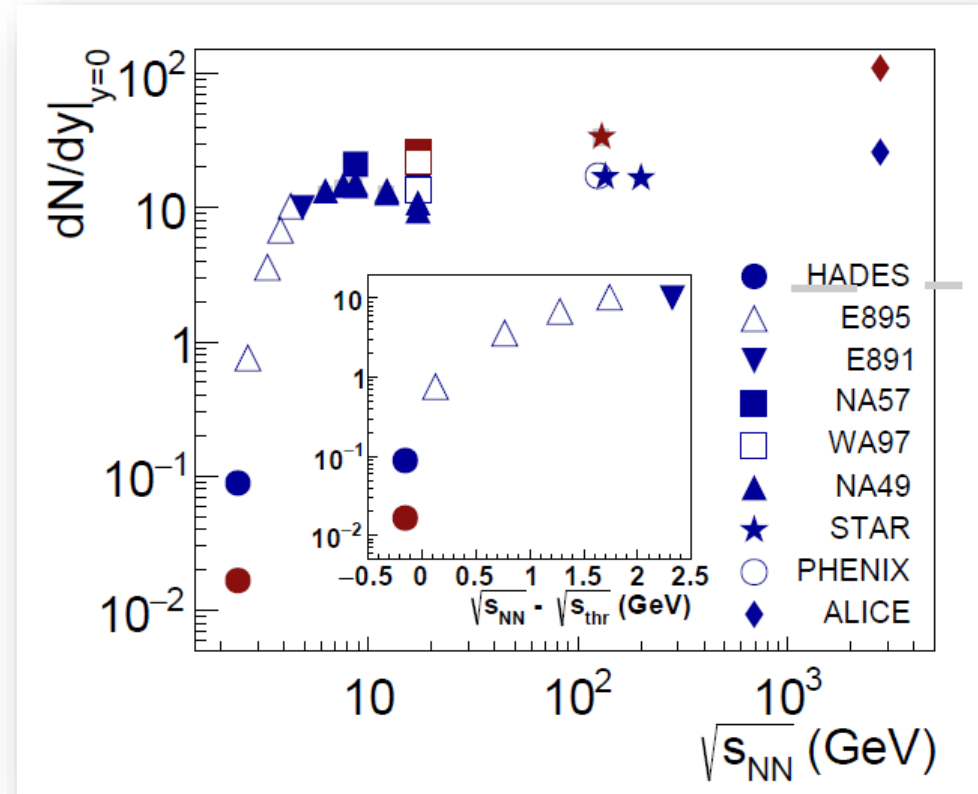 dN/dy|y=0
10²
10
1
10⁻¹
10⁻²
10
10²
10³
√sNN (GeV)
10
1
10⁻¹
10⁻²
−0.5 0 0.5 1 1.5 2 2.5
√sNN - √sthr (GeV)
HADES
E895
E891
NA57
WA97
NA49
STAR
PHENIX
ALICE